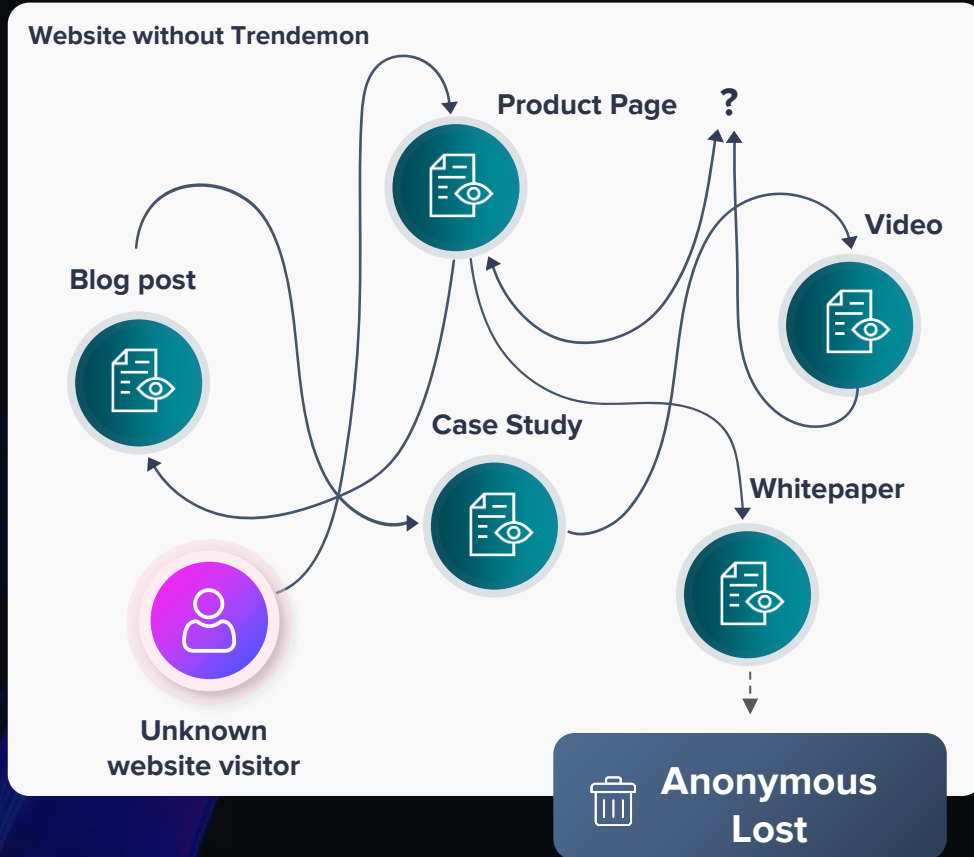 Website without Trendemon
Product Page
?
Video
Blog post
Case Study
Whitepaper
Unknown
website visitor
Anonymous
Lost